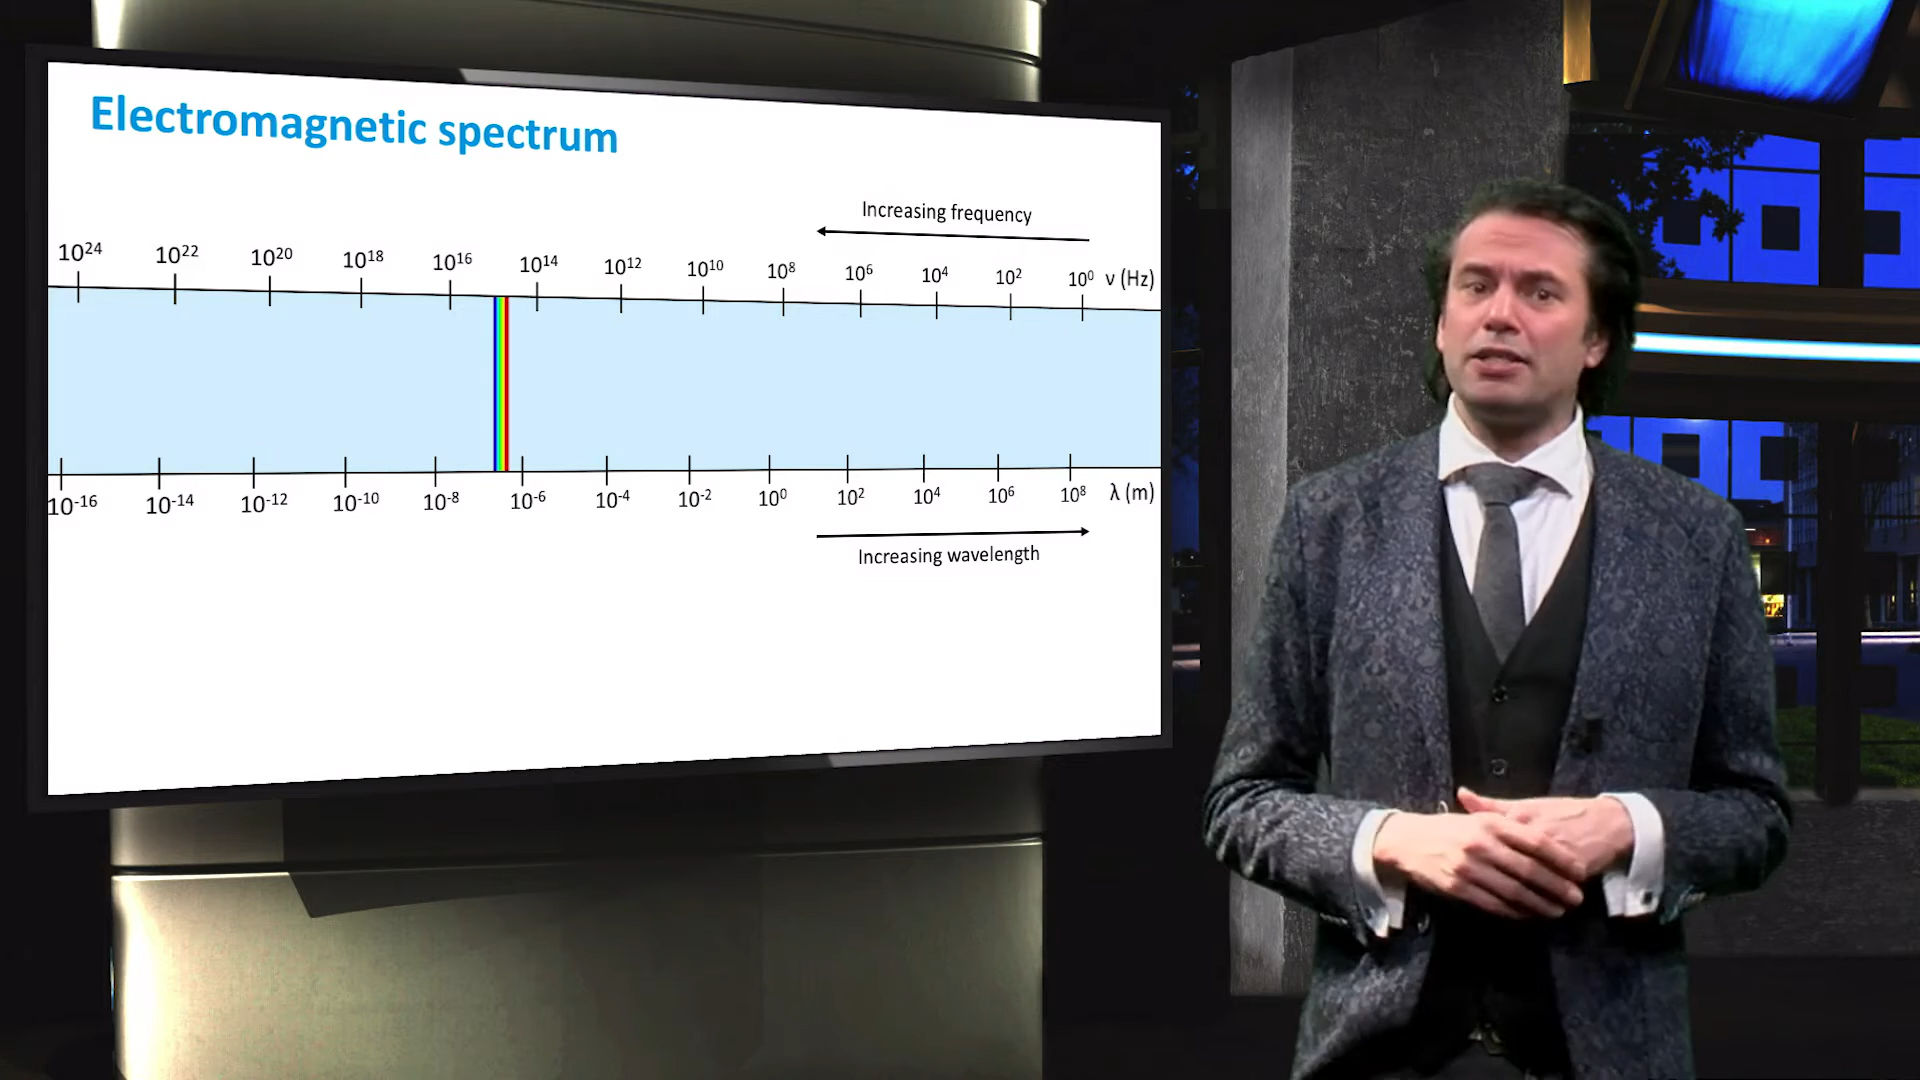 Electromagnetic spectrum
Increasing frequency
10²⁴ 10²² 10²⁰ 10¹⁸ 10¹⁶ 10¹⁴ 10¹² 10¹⁰ 10⁸ 10⁶ 10⁴ 10² 10⁰ ν (Hz)
10⁻¹⁶ 10⁻¹⁴ 10⁻¹² 10⁻¹⁰ 10⁻⁸ 10⁻⁶ 10⁻⁴ 10⁻² 10⁰ 10² 10⁴ 10⁶ 10⁸ λ (m)
Increasing wavelength